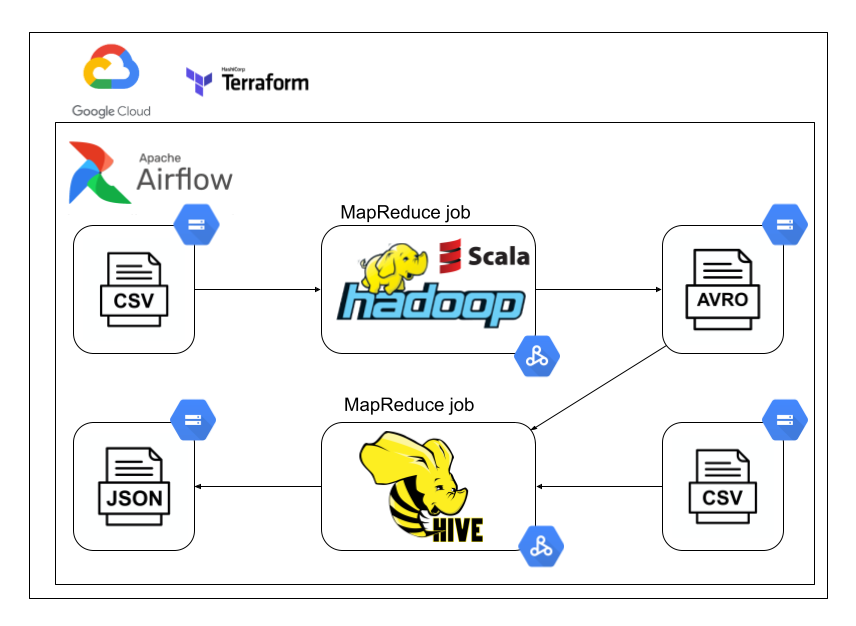 Google Cloud
HashiCorp
Terraform
Apache
Airflow
MapReduce job
CSV
hadoop
Scala
AVRO
MapReduce job
JSON
HIVE
CSV